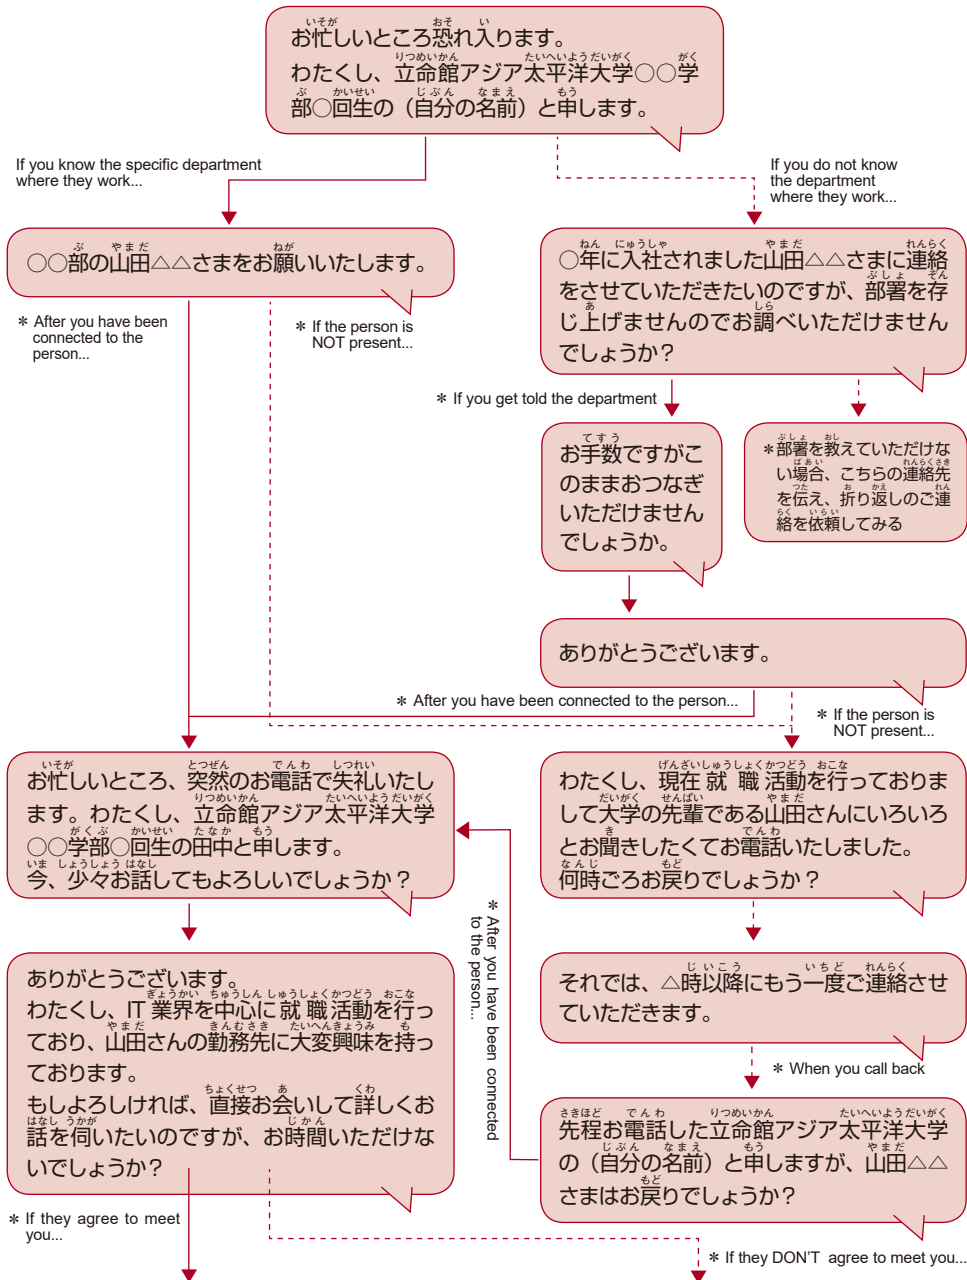 お忙しいところ恐れ入ります。
わたくし、立命館アジア太平洋大学○○学
部○回生の（自分の名前）と申します。
If you know the specific department
where they work...
If you do not know
the department
where they work...
○○部の山田△△さまをお願いいたします。
○年に入社されました山田△△さまに連絡
をさせていただきたいのですが、部署を存
じ上げませんのでお調べいただけません
でしょうか？
＊ After you have been
connected to the
person...
＊ If the person is
NOT present...
＊ If you get told the department
お手数ですがこ
のままおつなぎ
いただけません
でしょうか。
＊部署を教えていただけな
い場合、こちらの連絡先
を伝え、折り返しのご連
絡を依頼してみる
ありがとうございます。
＊ After you have been connected to the person...
＊ If the person is
NOT present...
お忙しいところ、突然のお電話で失礼いたし
ます。わたくし、立命館アジア太平洋大学
○○学部○回生の田中と申します。
今、少々お話してもよろしいでしょうか？
わたくし、現在就職活動を行っておりま
して大学の先輩である山田さんにいろいろ
とお聞きしたくてお電話いたしました。
何時ごろお戻りでしょうか？
＊ After you have been connected
to the person...
ありがとうございます。
わたくし、IT業界を中心に就職活動を行っ
ており、山田さんの勤務先に大変興味を持っ
ております。
もしよろしければ、直接お会いして詳しくお
話を伺いたいのですが、お時間いただけな
いでしょうか？
それでは、△時以降にもう一度ご連絡させ
ていただきます。
＊ When you call back
先程お電話した立命館アジア太平洋大学
の（自分の名前）と申しますが、山田△△
さまはお戻りでしょうか？
＊ If they agree to meet
you...
＊ If they DON'T agree to meet you...